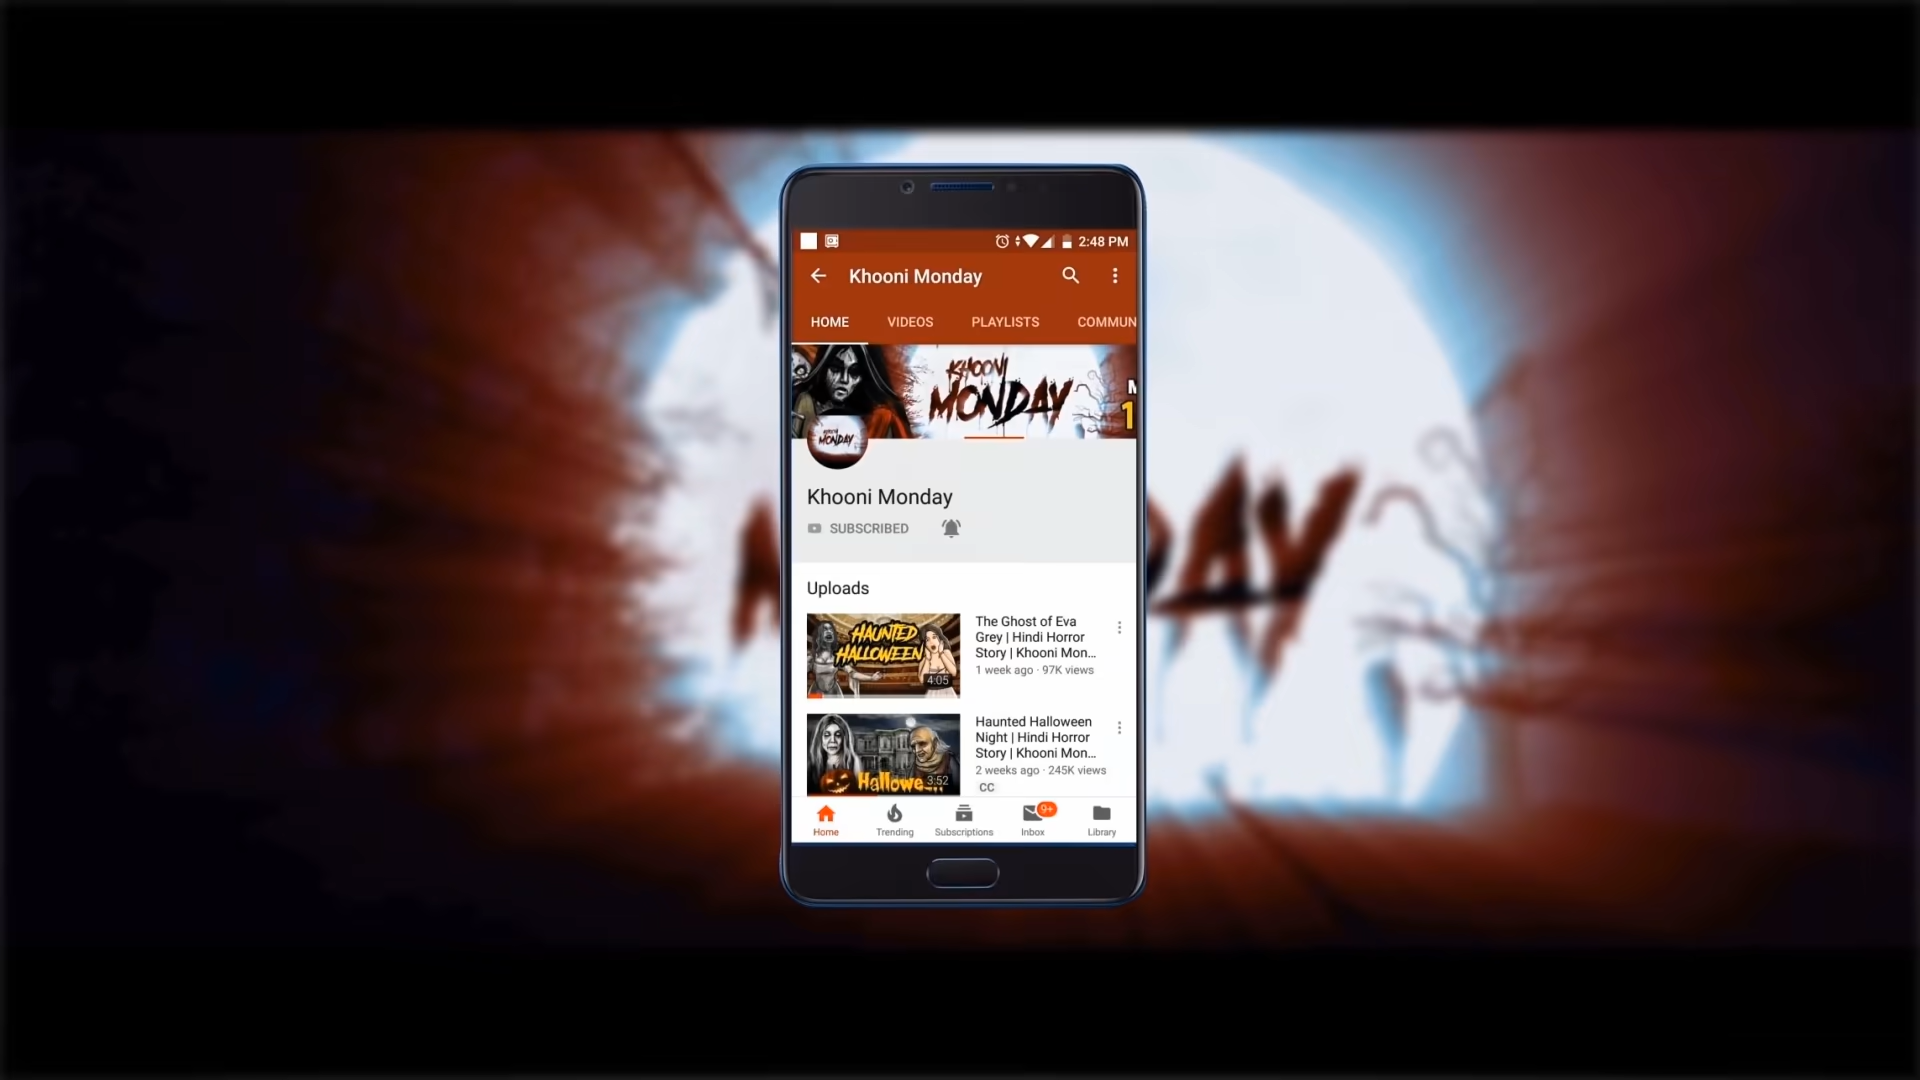 2:48 PM
Khooni Monday
HOME VIDEOS PLAYLISTS COMMUN
KHOONI
MONDAY
M
1
MONDAY
Khooni Monday
SUBSCRIBED
Uploads
HAUNTED
HALLOWEEN
4:05
The Ghost of Eva
Grey | Hindi Horror
Story | Khooni Mon...
1 week ago · 97K views
Hallowe
3:52
Haunted Halloween
Night | Hindi Horror
Story | Khooni Mon...
2 weeks ago · 245K views
CC
9+
Home Trending Subscriptions Inbox Library
DAY